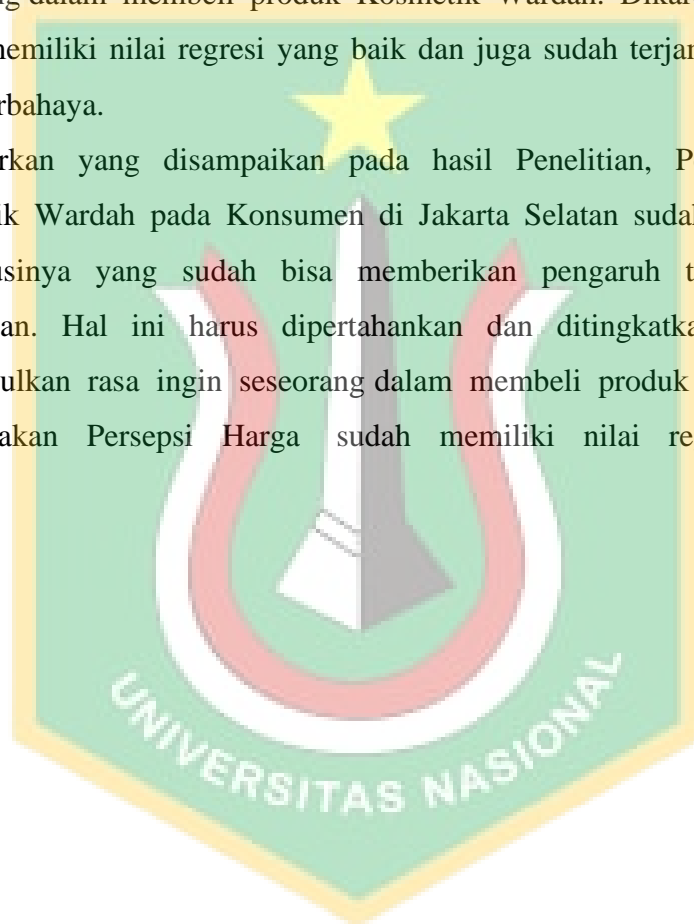 dalam membeli produk Kosmetik Wardah. Dikar
memiliki nilai regresi yang baik dan juga sudah terjar
rbahaya.
rkan yang disampaikan pada hasil Penelitian, P
ik Wardah pada Konsumen di Jakarta Selatan sudal
usinya yang sudah bisa memberikan pengaruh t
an. Hal ini harus dipertahankan dan ditingkatka
ulkan rasa ingin seseorang dalam membeli produk
akan Persepsi Harga sudah memiliki nilai re
UNIVERSITAS NASIONAL